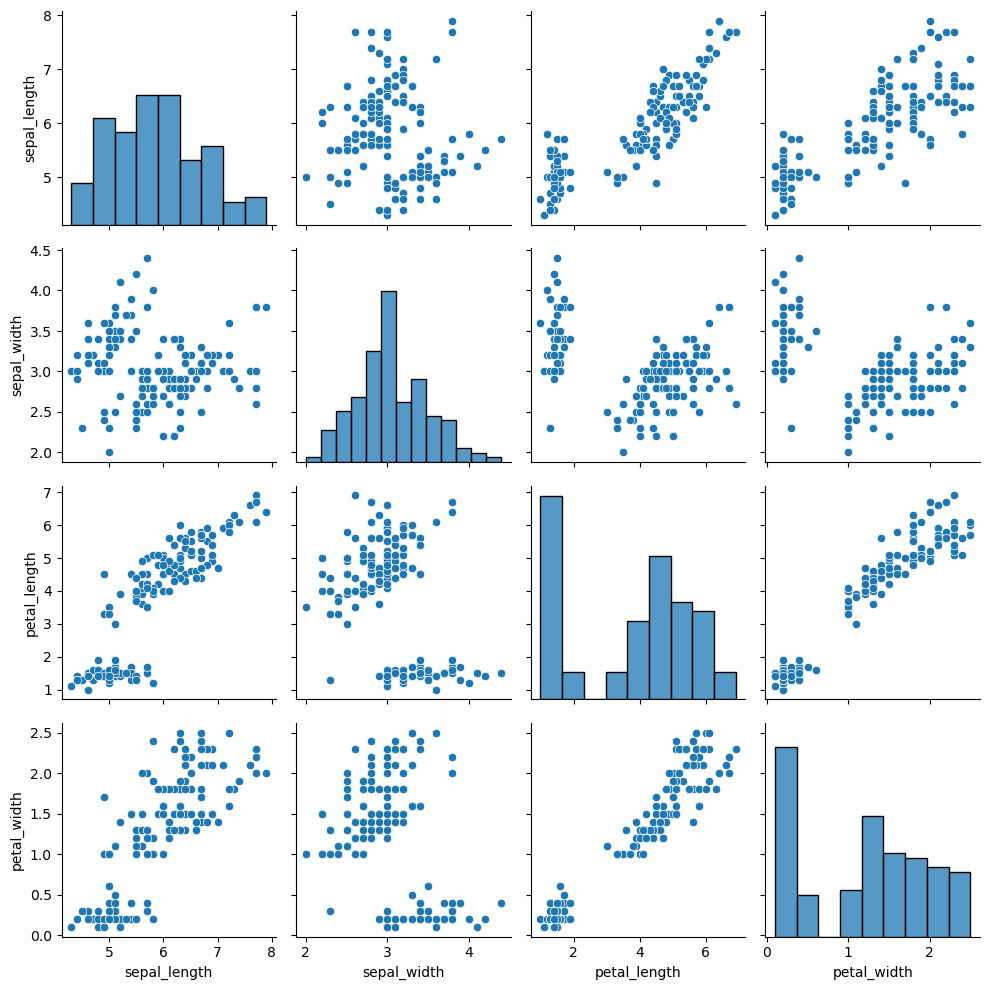 8
7
6
5
sepal_length
4.5
4.0
3.5
3.0
2.5
2.0
sepal_width
7
6
5
4
3
2
1
petal_length
2.5
2.0
1.5
1.0
0.5
0.0
petal_width
5 6 7 8
sepal_length
2 3 4
sepal_width
2 4 6
petal_length
0 1 2
petal_width